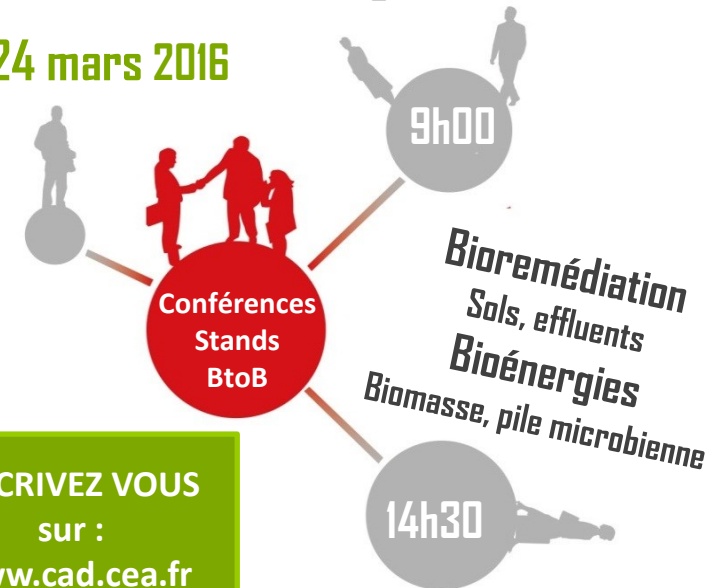 24 mars 2016
9h00
Conférences
Stands
BtoB
Bioremédiation
Sols, effluents
Bioénergies
Biomasse, pile microbienne
14h30
CRIVEZ VOUS
sur :
ww.cad.cea.fr